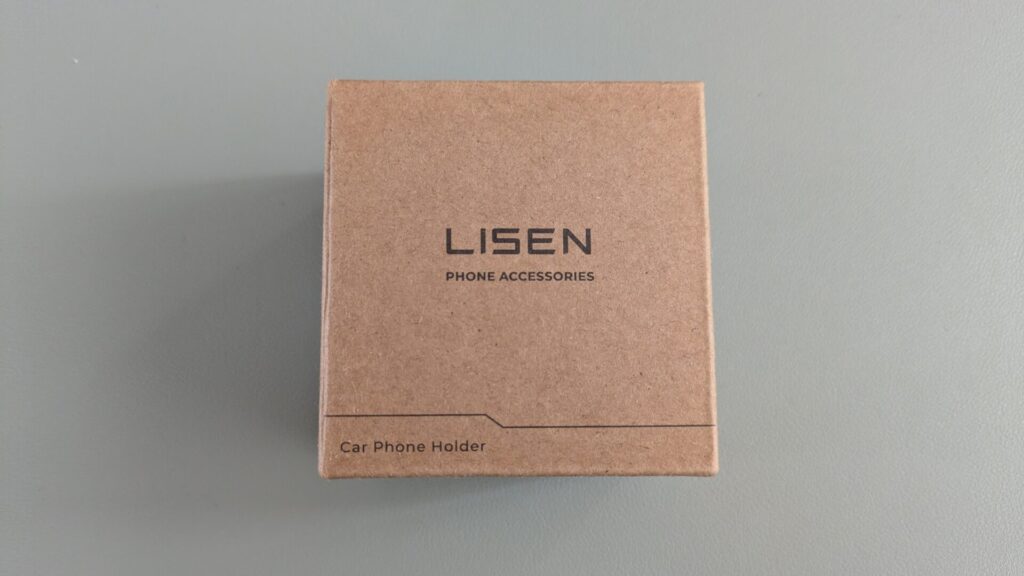 LISEN
PHONE ACCESSORIES
Car Phone Holder